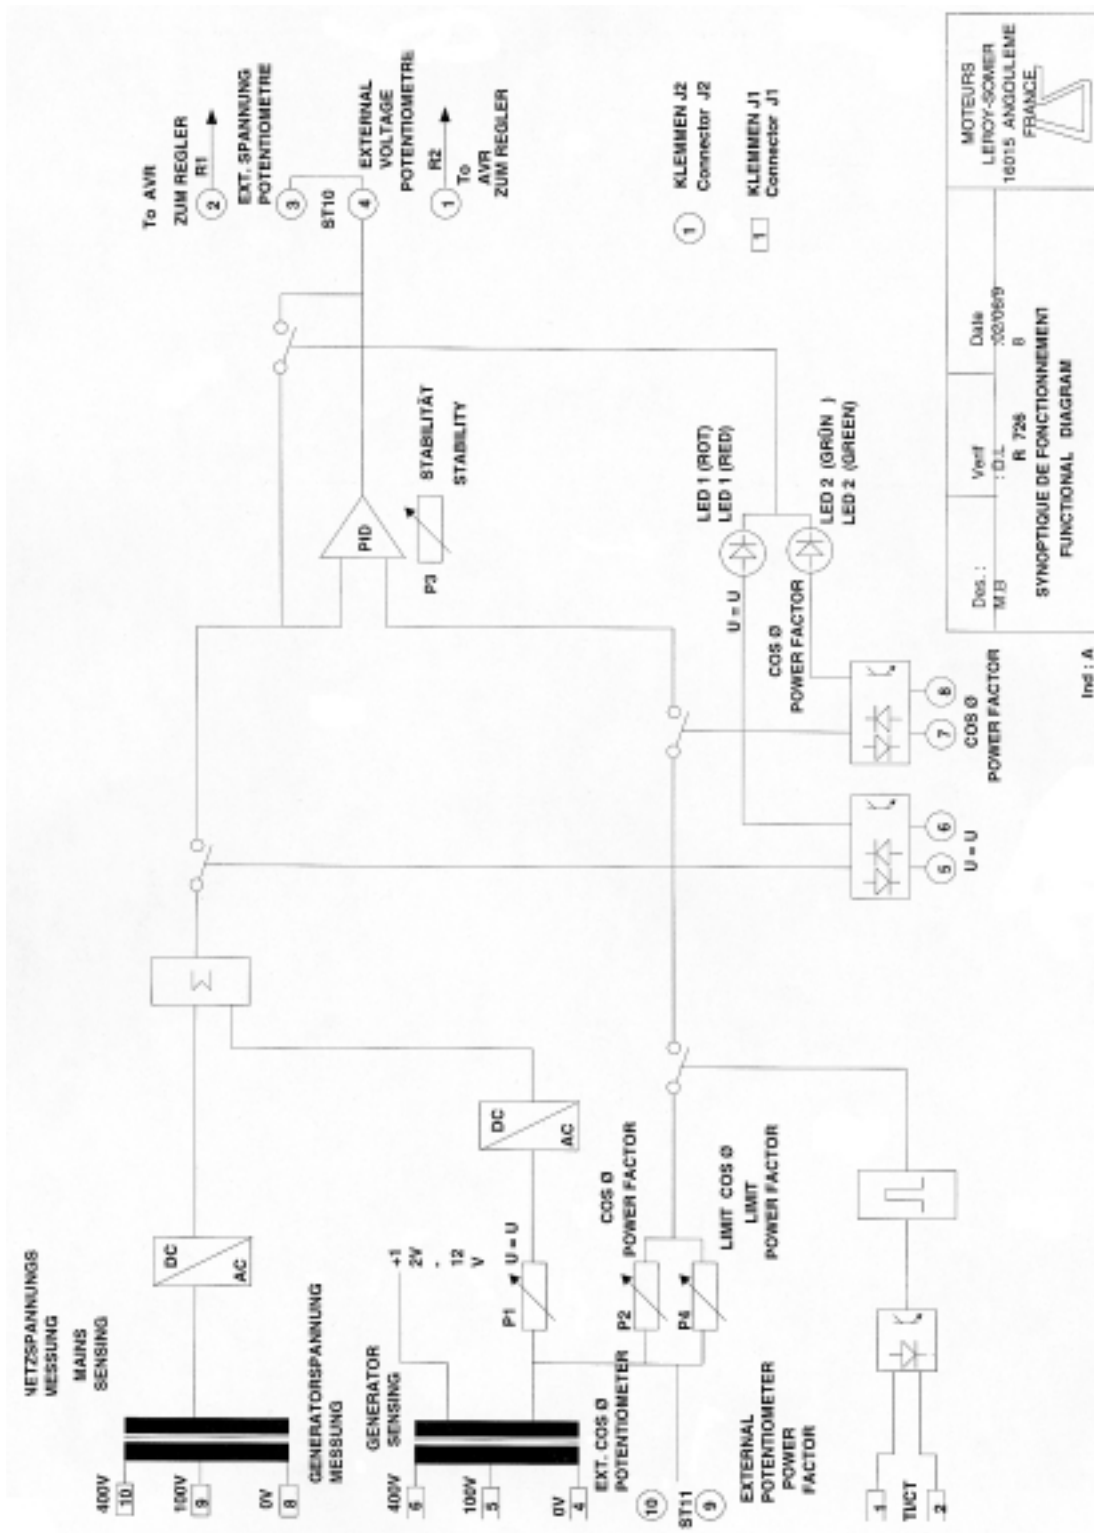 NETZSPANNUNGS
MESSUNG
MAINS
SENSING
400V
10
100V
9
0V
8
DC
AC
Σ
To AVR
ZUM REGLER
R1
2
EXT. SPANNUNG
POTENTIOMETRE
3
ST10
4
EXTERNAL
VOLTAGE
POTENTIOMETRE
R2
1
To
AVR
ZUM REGLER
PID
P3
STABILITÄT
STABILITY
GENERATORSPANNUNG
MESSUNG
GENERATOR
SENSING
400V
6
100V
5
0V
4
+1
2V
-
12
V
P1
U = U
DC
AC
EXT. COS Ø
POTENTIOMETER
10
ST11
9
EXTERNAL
POTENTIOMETER
POWER
FACTOR
P2
COS Ø
POWER FACTOR
P4
LIMIT COS Ø
LIMIT
POWER FACTOR
1
TI/CT
2
5
6
U = U
7
8
COS Ø
POWER FACTOR
U = U
LED 1 (ROT)
LED 1 (RED)
COS Ø
POWER FACTOR
LED 2 (GRÜN )
LED 2 (GREEN)
1
KLEMMEN J2
Connector J2
1
KLEMMEN J1
Connector J1
MOTEURS
LEROY-SOMER
16015 ANGOULEME
FRANCE
Des. :
M.B
Verif
: D.L
Date
:02/09/9
8
R 726
SYNOPTIQUE DE FONCTIONNEMENT
FUNCTIONAL DIAGRAM
Ind : A